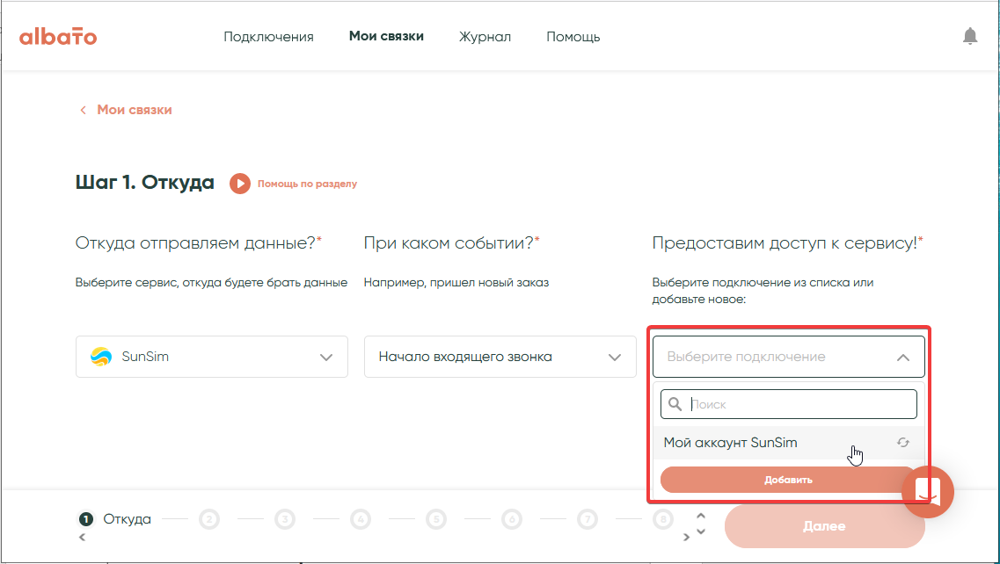 albato
Подключения
Мои связки
Журнал
Помощь
Мои связки
Шаг 1. Откуда
Помощь по разделу
Откуда отправляем данные?*
При каком событии?*
Предоставим доступ к сервису!*
Выберите сервис, откуда будете брать данные
Например, пришел новый заказ
Выберите подключение из списка или
добавьте новое:
SunSim
Начало входящего звонка
Выберите подключение
Поиск
Мой аккаунт SunSim
Добавить
1 Откуда
2
3
4
5
6
7
8
Далее